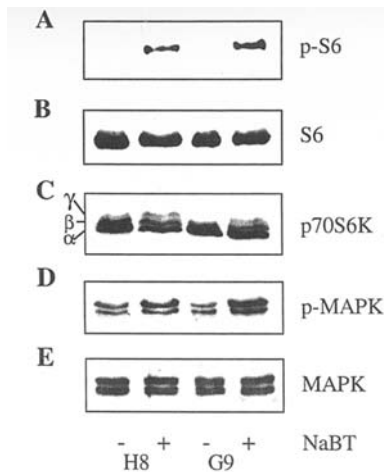 A
p-S6
B
S6
C
γ
β
α
p70S6K
D
p-MAPK
E
MAPK
- + - + NaBT
H8 G9